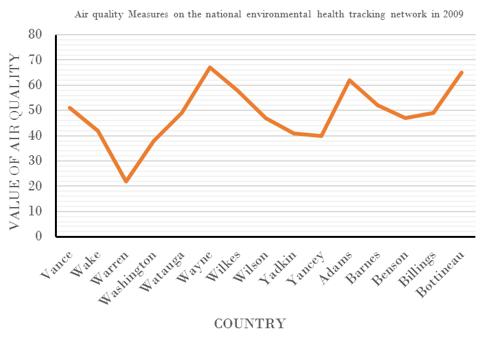 Air quality Measures on the national environmental health tracking network in 2009
VALUE OF AIR QUALITY
80
70
60
50
40
30
20
10
0
Vance
Wake
Warren
Washington
Watauga
Wayne
Wilkes
Wilson
Yadkin
Yancey
Adams
Barnes
Benson
Billings
Bottineau
COUNTRY